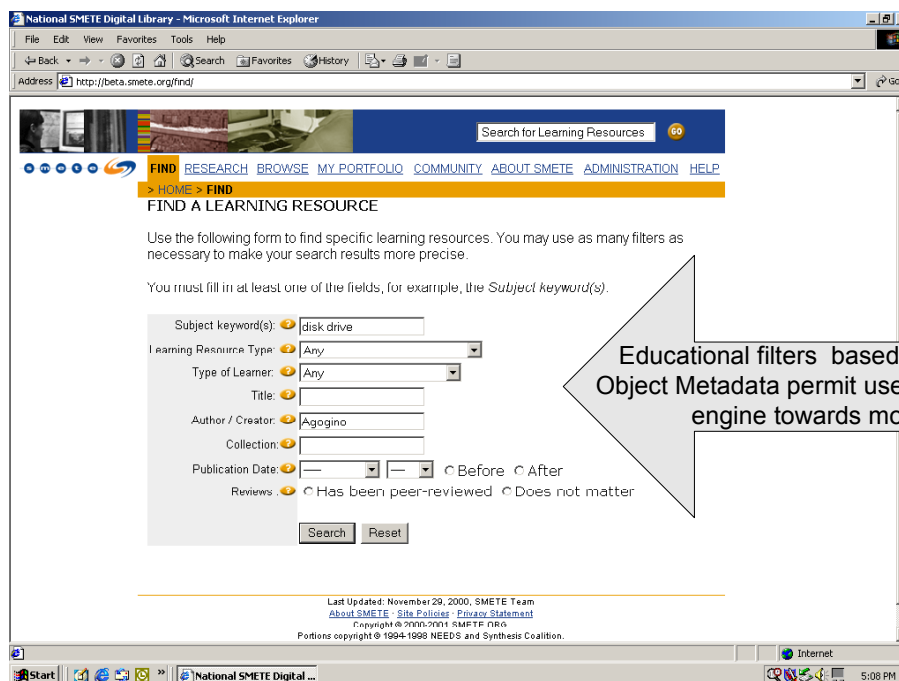 National SMETE Digital Library - Microsoft Internet Explorer
File Edit View Favorites Tools Help
Back Search Favorites History
Address http://beta.smete.org/find/ Go
Search for Learning Resources GO
smete FIND RESEARCH BROWSE MY PORTFOLIO COMMUNITY ABOUT SMETE ADMINISTRATION HELP
> HOME > FIND
FIND A LEARNING RESOURCE
Use the following form to find specific learning resources. You may use as many filters as
necessary to make your search results more precise.
You must fill in at least one of the fields, for example, the Subject keyword(s).
Subject keyword(s): ? disk drive
Learning Resource Type: ? Any
Type of Learner: ? Any
Title: ?
Author / Creator: ? Agogino
Collection: ?
Publication Date: ? — — Before After
Reviews : ? Has been peer-reviewed Does not matter
Search Reset
Educational filters based
Object Metadata permit use
engine towards mo
Last Updated: November 29, 2000, SMETE Team
About SMETE - Site Policies - Privacy Statement
Copyright © 2000-2001 SMETE.ORG
Portions copyright © 1994-1998 NEEDS and Synthesis Coalition.
Internet
Start » National SMETE Digital ... 5:08 PM